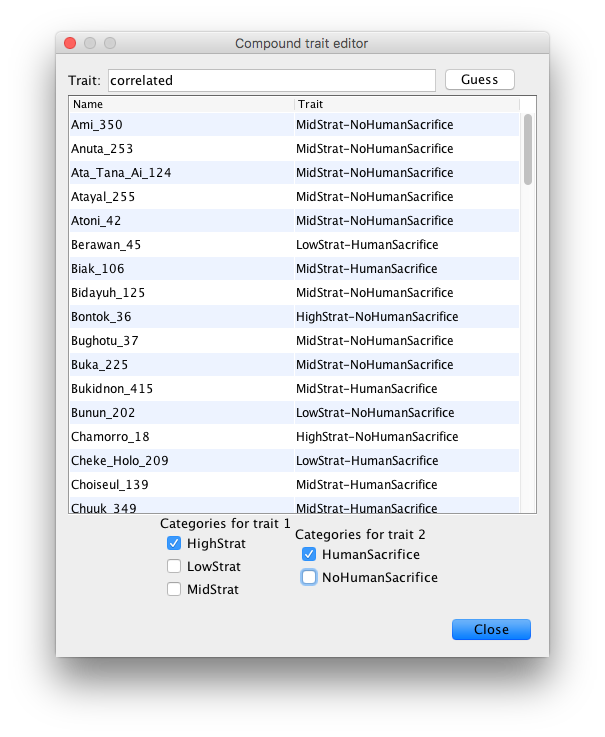 Compound trait editor
Trait: correlated Guess
Name Trait
Ami_350 MidStrat-NoHumanSacrifice
Anuta_253 MidStrat-NoHumanSacrifice
Ata_Tana_Ai_124 MidStrat-NoHumanSacrifice
Atayal_255 MidStrat-NoHumanSacrifice
Atoni_42 MidStrat-NoHumanSacrifice
Berawan_45 LowStrat-HumanSacrifice
Biak_106 MidStrat-HumanSacrifice
Bidayuh_125 MidStrat-NoHumanSacrifice
Bontok_36 HighStrat-NoHumanSacrifice
Bughotu_37 MidStrat-NoHumanSacrifice
Buka_225 MidStrat-NoHumanSacrifice
Bukidnon_415 MidStrat-HumanSacrifice
Bunun_202 LowStrat-NoHumanSacrifice
Chamorro_18 HighStrat-NoHumanSacrifice
Cheke_Holo_209 LowStrat-HumanSacrifice
Choiseul_139 MidStrat-HumanSacrifice
Chuuk_349 MidStrat-NoHumanSacrifice
Categories for trait 1
HighStrat
LowStrat
MidStrat
Categories for trait 2
HumanSacrifice
NoHumanSacrifice
Close